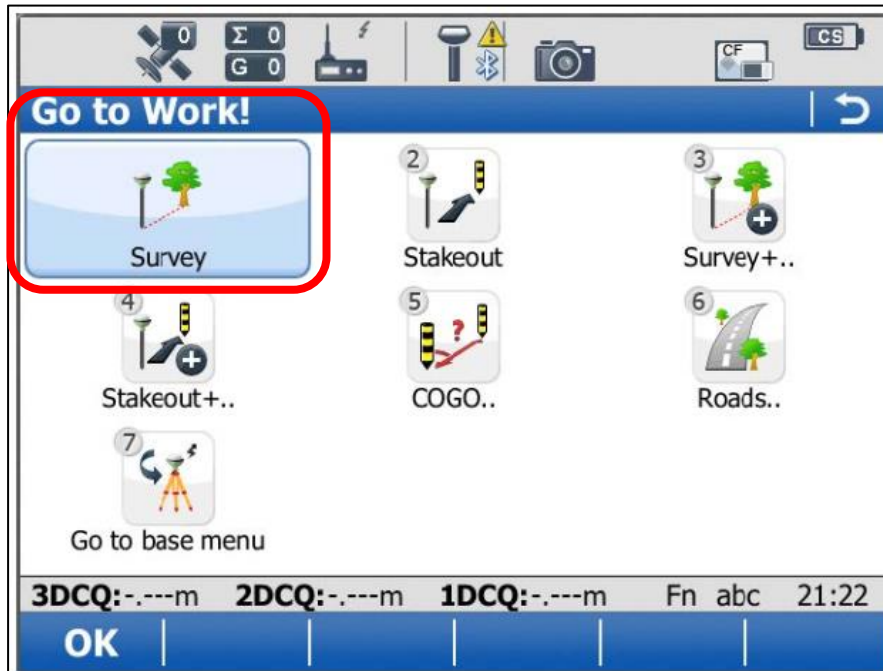 0 Σ 0 CF CS
G 0
Go to Work!
2 3
Survey Stakeout Survey+..
4 5 6
?
Stakeout+.. COGO.. Roads..
7
Go to base menu
3DCQ:-.---m 2DCQ:-.---m 1DCQ:-.---m Fn abc 21:22
OK